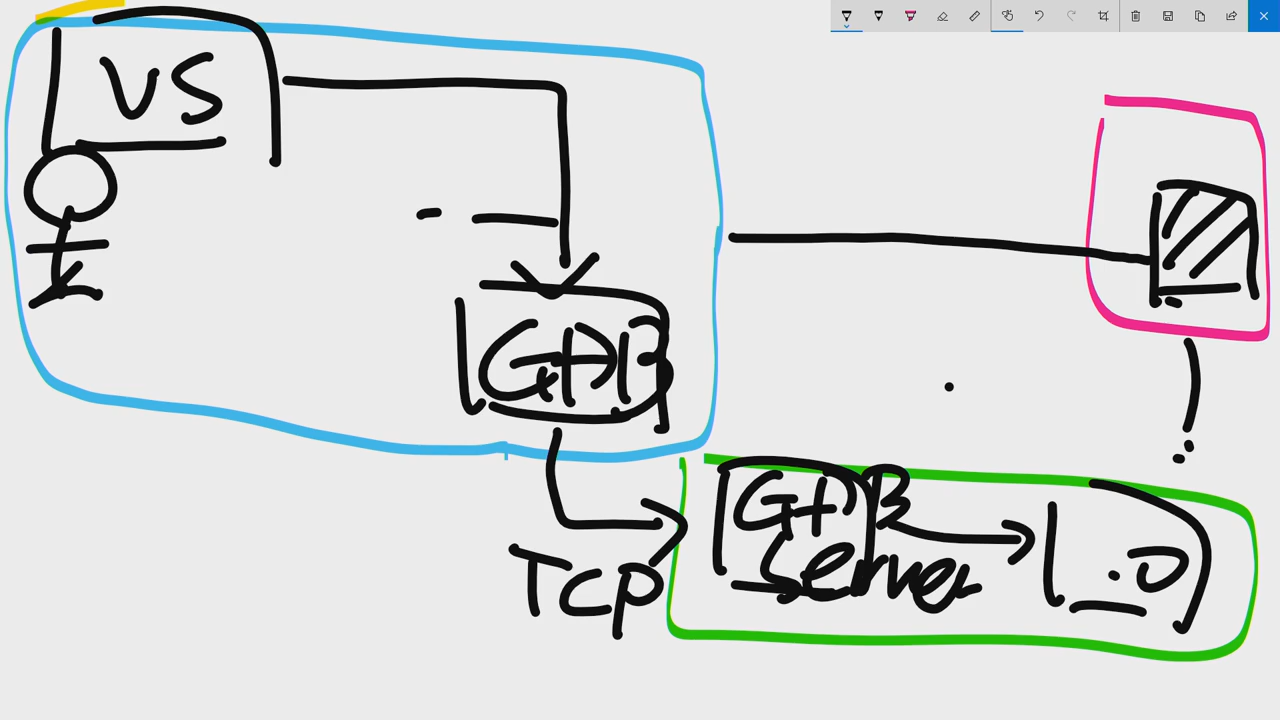 VS
GDB
TCP
GDB
Server
.o